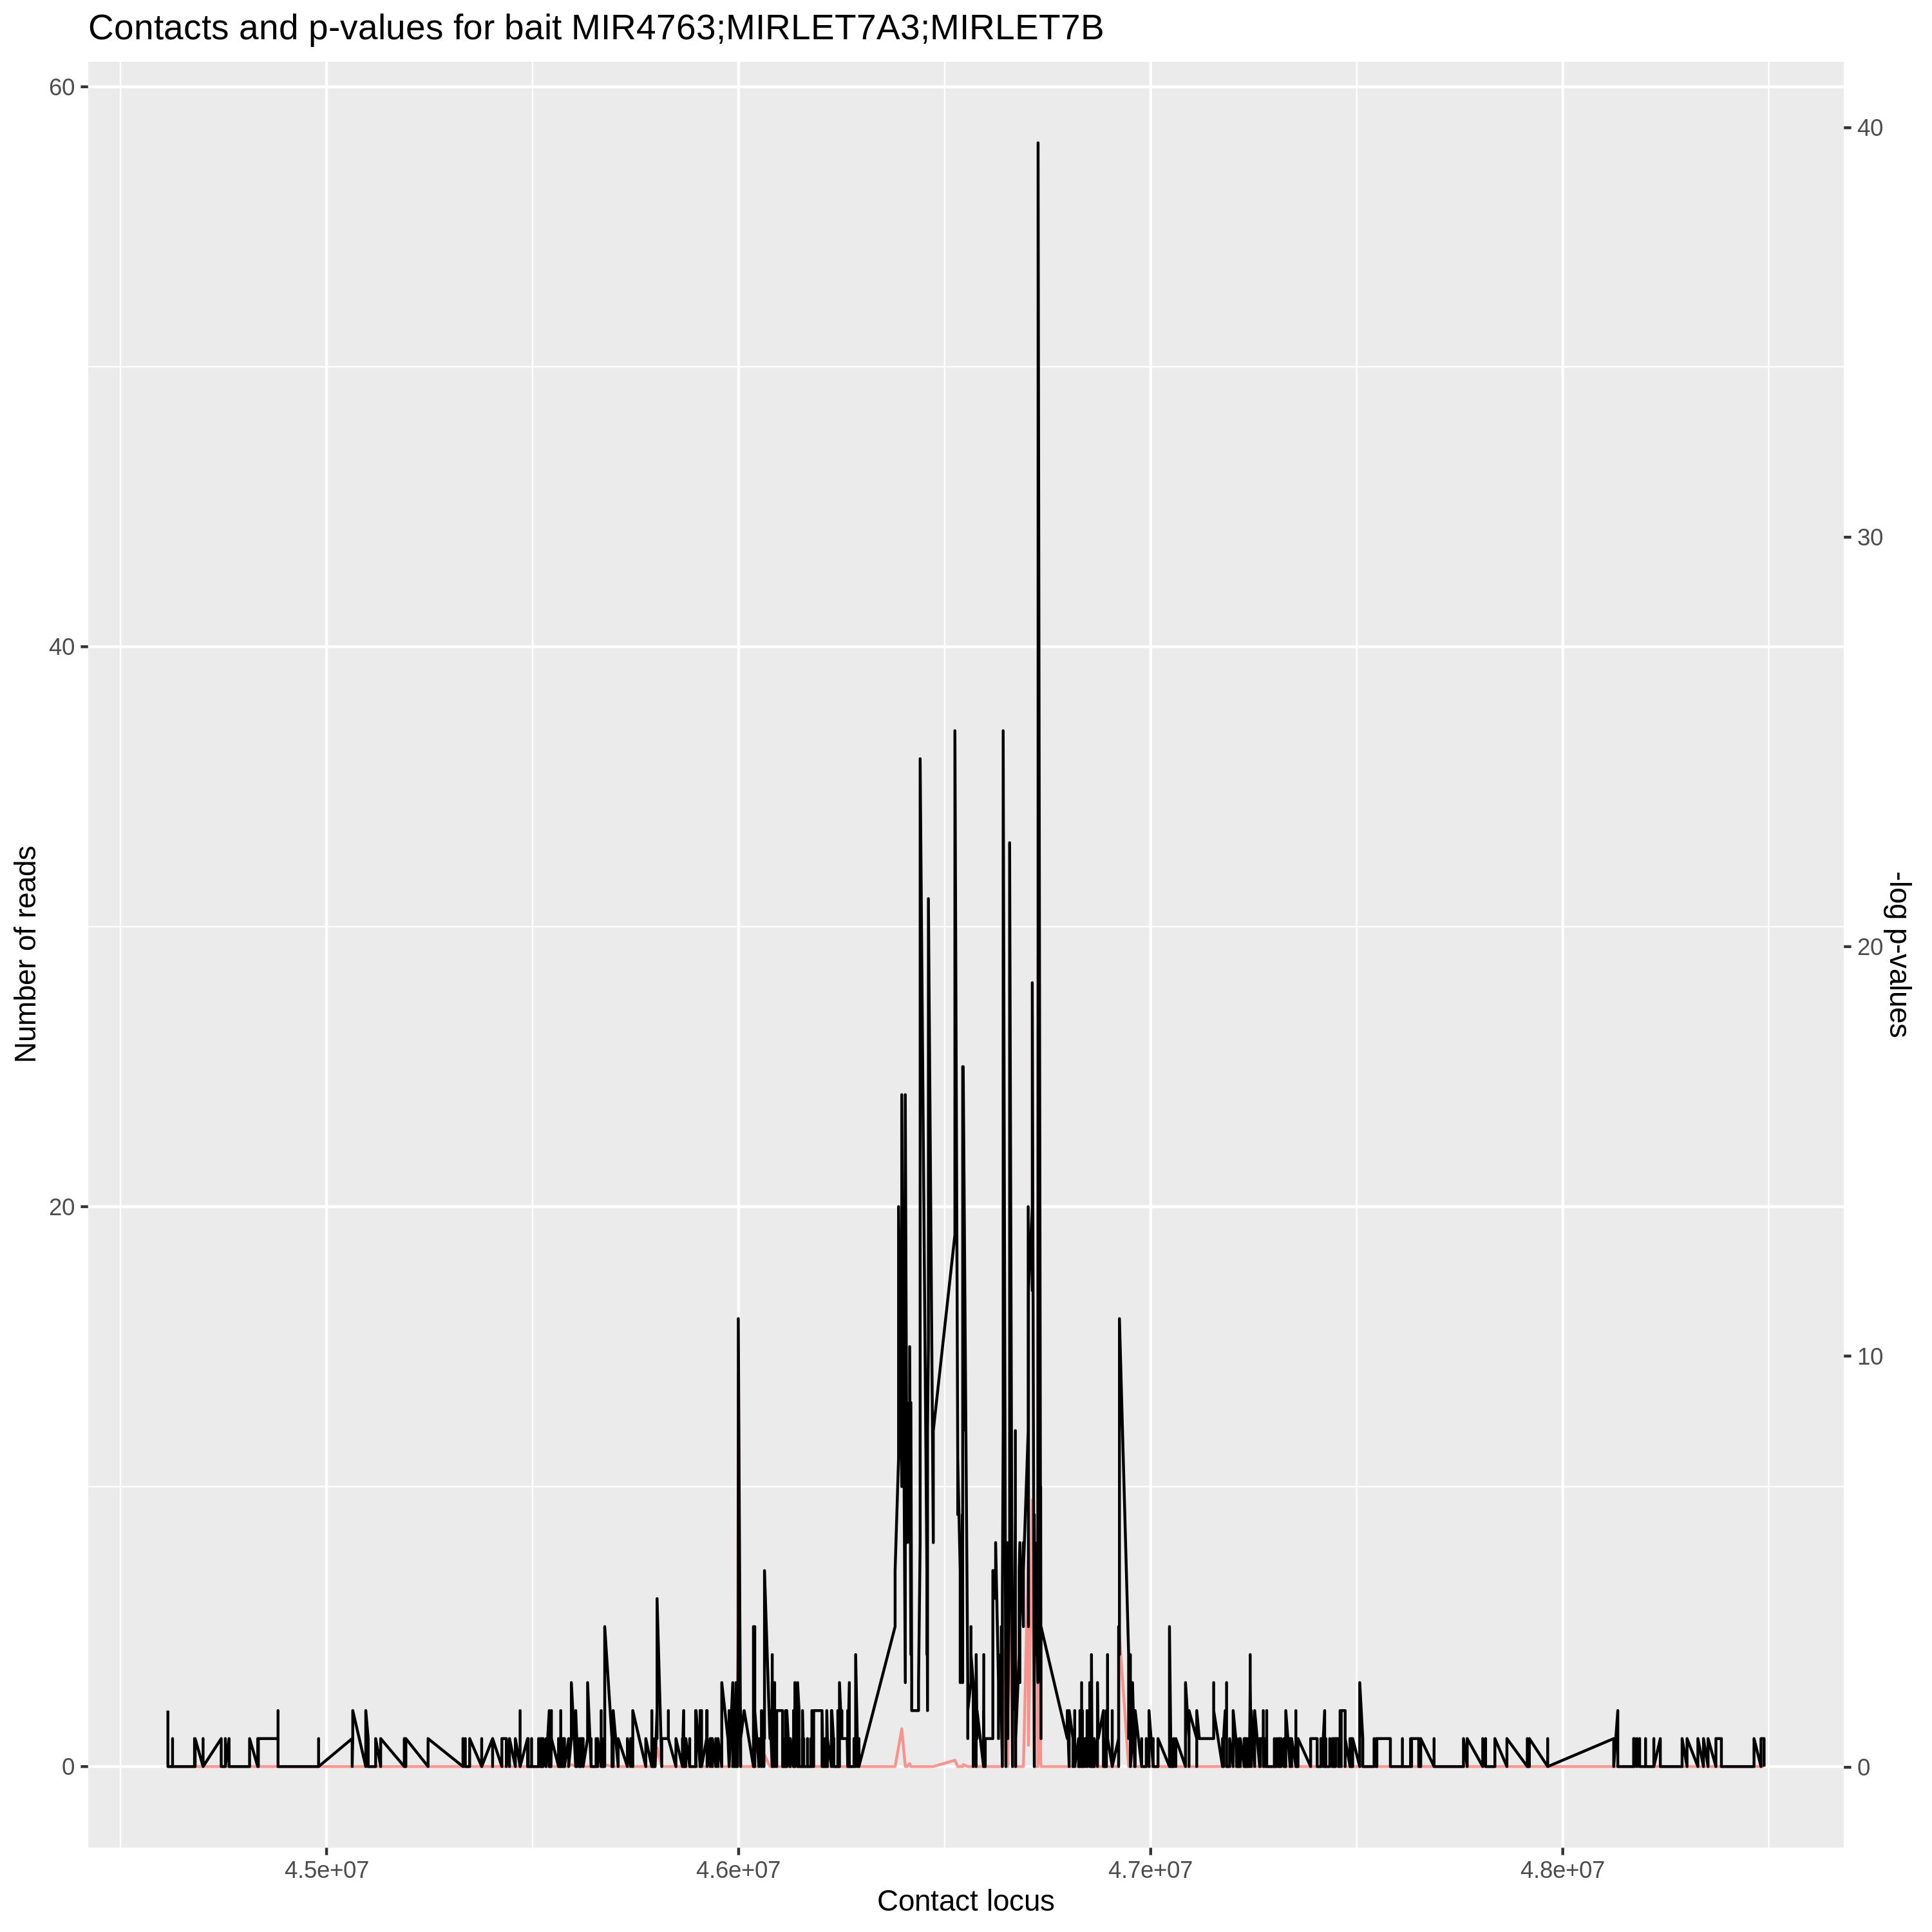 Contacts and p-values for bait MIR4763;MIRLET7A3;MIRLET7B
60
40
20
0
Number of reads
40
30
20
10
0
-log p-values
4.5e+07 4.6e+07 4.7e+07 4.8e+07
Contact locus